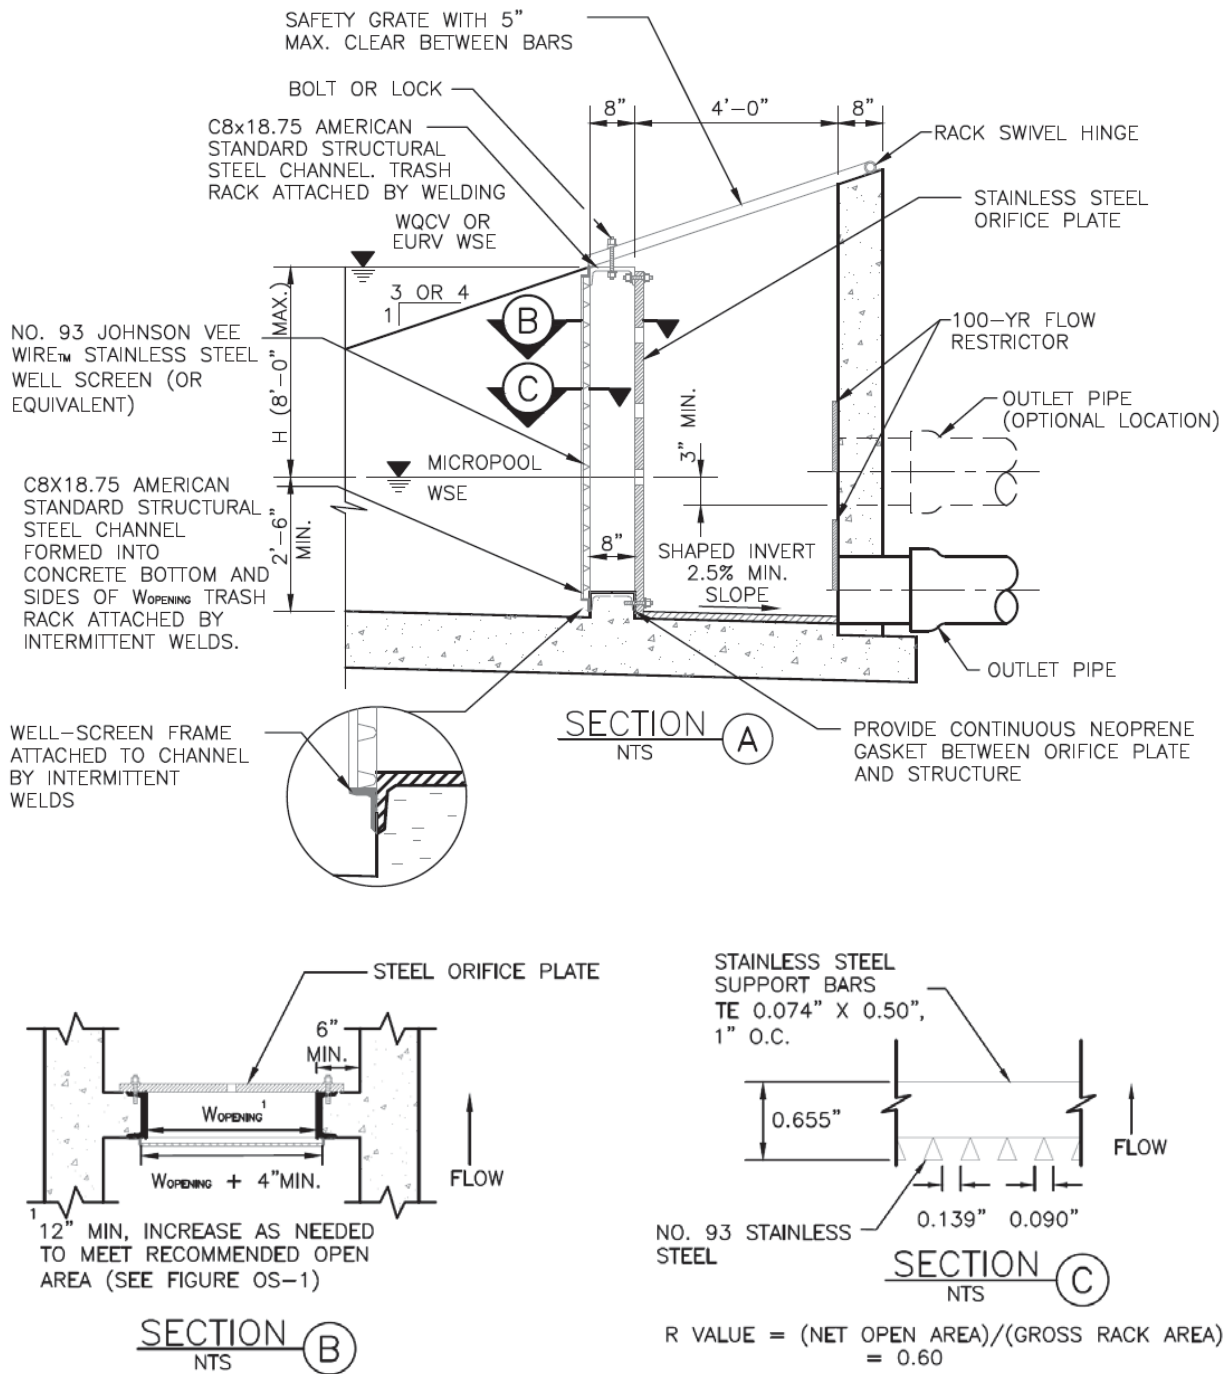 SAFETY GRATE WITH 5"
MAX. CLEAR BETWEEN BARS
BOLT OR LOCK
8"
4'-0"
8"
C8x18.75 AMERICAN
STANDARD STRUCTURAL
STEEL CHANNEL. TRASH
RACK ATTACHED BY WELDING
RACK SWIVEL HINGE
STAINLESS STEEL
ORIFICE PLATE
WQCV OR
EURV WSE
3 OR 4
1
H (8'-0" MAX.)
B
C
NO. 93 JOHNSON VEE
WIRE™ STAINLESS STEEL
WELL SCREEN (OR
EQUIVALENT)
100-YR FLOW
RESTRICTOR
OUTLET PIPE
(OPTIONAL LOCATION)
3" MIN.
MICROPOOL
WSE
C8X18.75 AMERICAN
STANDARD STRUCTURAL
STEEL CHANNEL
FORMED INTO
CONCRETE BOTTOM AND
SIDES OF WOPENING TRASH
RACK ATTACHED BY
INTERMITTENT WELDS.
2'-6"
MIN.
8"
SHAPED INVERT
2.5% MIN.
SLOPE
OUTLET PIPE
SECTION A
NTS
PROVIDE CONTINUOUS NEOPRENE
GASKET BETWEEN ORIFICE PLATE
AND STRUCTURE
WELL-SCREEN FRAME
ATTACHED TO CHANNEL
BY INTERMITTENT
WELDS
STEEL ORIFICE PLATE
6"
MIN.
WOPENING 1
WOPENING + 4"MIN.
FLOW
1
12" MIN, INCREASE AS NEEDED
TO MEET RECOMMENDED OPEN
AREA (SEE FIGURE OS-1)
SECTION B
NTS
STAINLESS STEEL
SUPPORT BARS
TE 0.074" X 0.50",
1" O.C.
0.655"
FLOW
0.139" 0.090"
NO. 93 STAINLESS
STEEL
SECTION C
NTS
R VALUE = (NET OPEN AREA)/(GROSS RACK AREA)
= 0.60